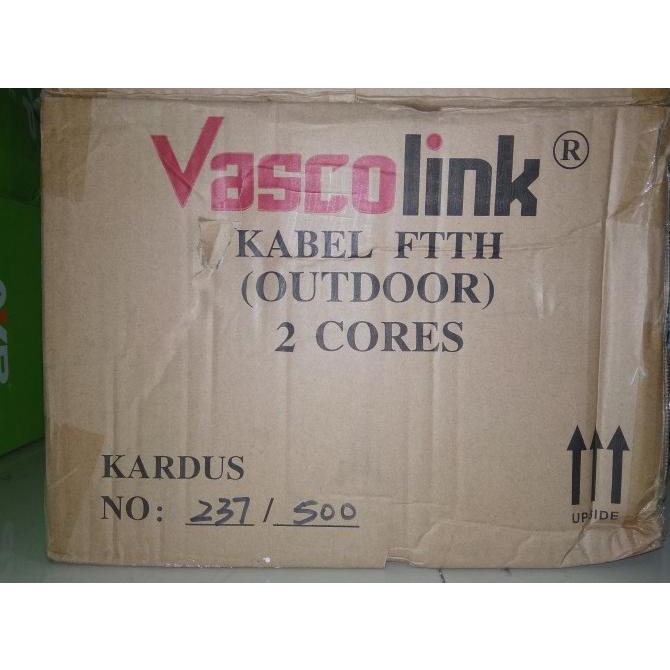 Vascolink ®
KABEL FTTH
(OUTDOOR)
2 CORES
KARDUS
NO: 237 / 500
UPSIDE